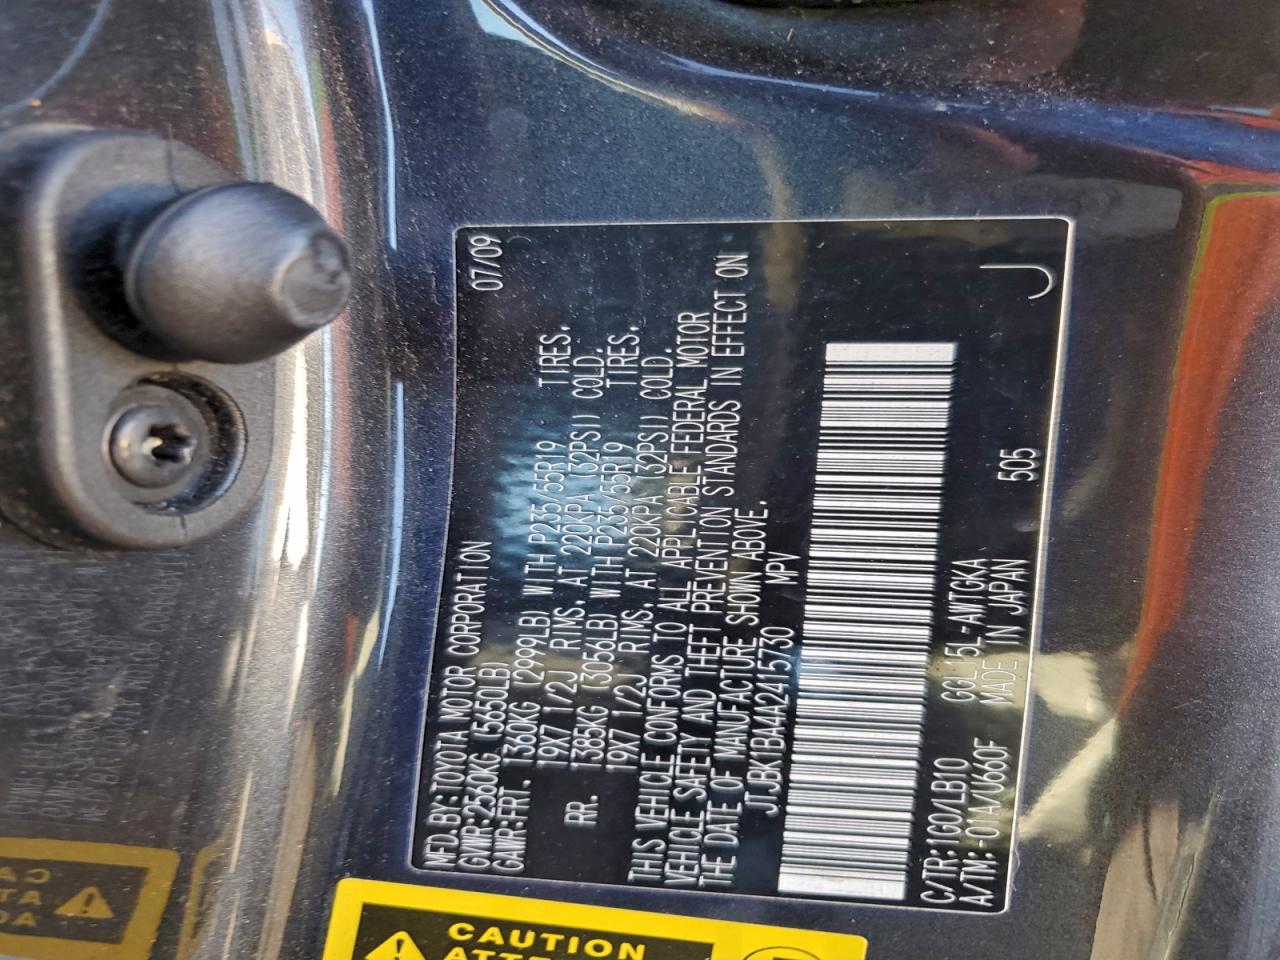 MFD.BY:TOYOTA MOTOR CORPORATION 07/09
GVWR:2560KG (5650LB)
GAWR:FRT. 1360KG (2999LB) WITH P235/55R19 TIRES.
19X7 1/2J RIMS, AT 220KPA (32PSI) COLD.
RR. 1385KG (3056LB) WITH P235/55R19 TIRES.
19X7 1/2J RIMS, AT 220KPA (32PSI) COLD.
THIS VEHICLE CONFORMS TO ALL APPLICABLE FEDERAL MOTOR
VEHICLE SAFETY AND THEFT PREVENTION STANDARDS IN EFFECT ON
THE DATE OF MANUFACTURE SHOWN ABOVE.
JTJBK1BA4A2415730 MPV
C/TR:1G0/LB10 GGL15L-AWTGKA
A/TM:-01A/U660F MADE IN JAPAN 505 J
CAUTION